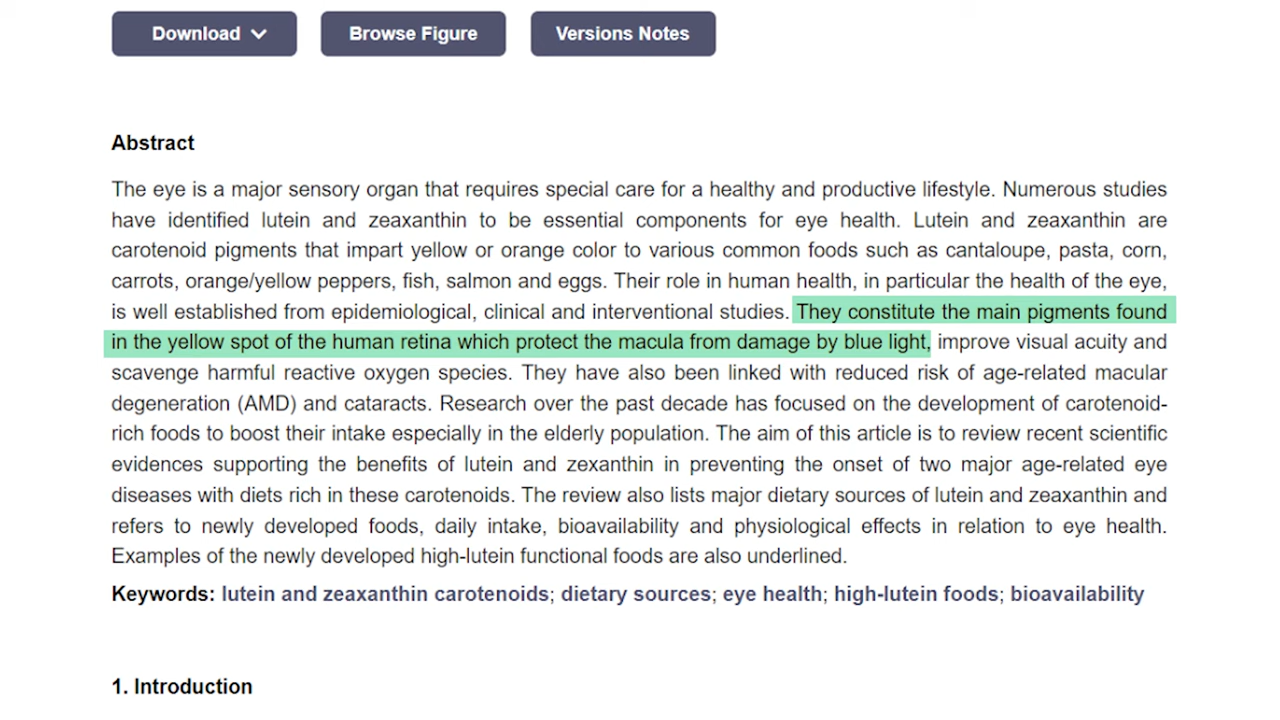 Download
Browse Figure
Versions Notes
Abstract
The eye is a major sensory organ that requires special care for a healthy and productive lifestyle. Numerous studies
have identified lutein and zeaxanthin to be essential components for eye health. Lutein and zeaxanthin are
carotenoid pigments that impart yellow or orange color to various common foods such as cantaloupe, pasta, corn,
carrots, orange/yellow peppers, fish, salmon and eggs. Their role in human health, in particular the health of the eye,
is well established from epidemiological, clinical and interventional studies. They constitute the main pigments found
in the yellow spot of the human retina which protect the macula from damage by blue light, improve visual acuity and
scavenge harmful reactive oxygen species. They have also been linked with reduced risk of age-related macular
degeneration (AMD) and cataracts. Research over the past decade has focused on the development of carotenoid-
rich foods to boost their intake especially in the elderly population. The aim of this article is to review recent scientific
evidences supporting the benefits of lutein and zexanthin in preventing the onset of two major age-related eye
diseases with diets rich in these carotenoids. The review also lists major dietary sources of lutein and zeaxanthin and
refers to newly developed foods, daily intake, bioavailability and physiological effects in relation to eye health.
Examples of the newly developed high-lutein functional foods are also underlined.
Keywords: lutein and zeaxanthin carotenoids; dietary sources; eye health; high-lutein foods; bioavailability
1. Introduction